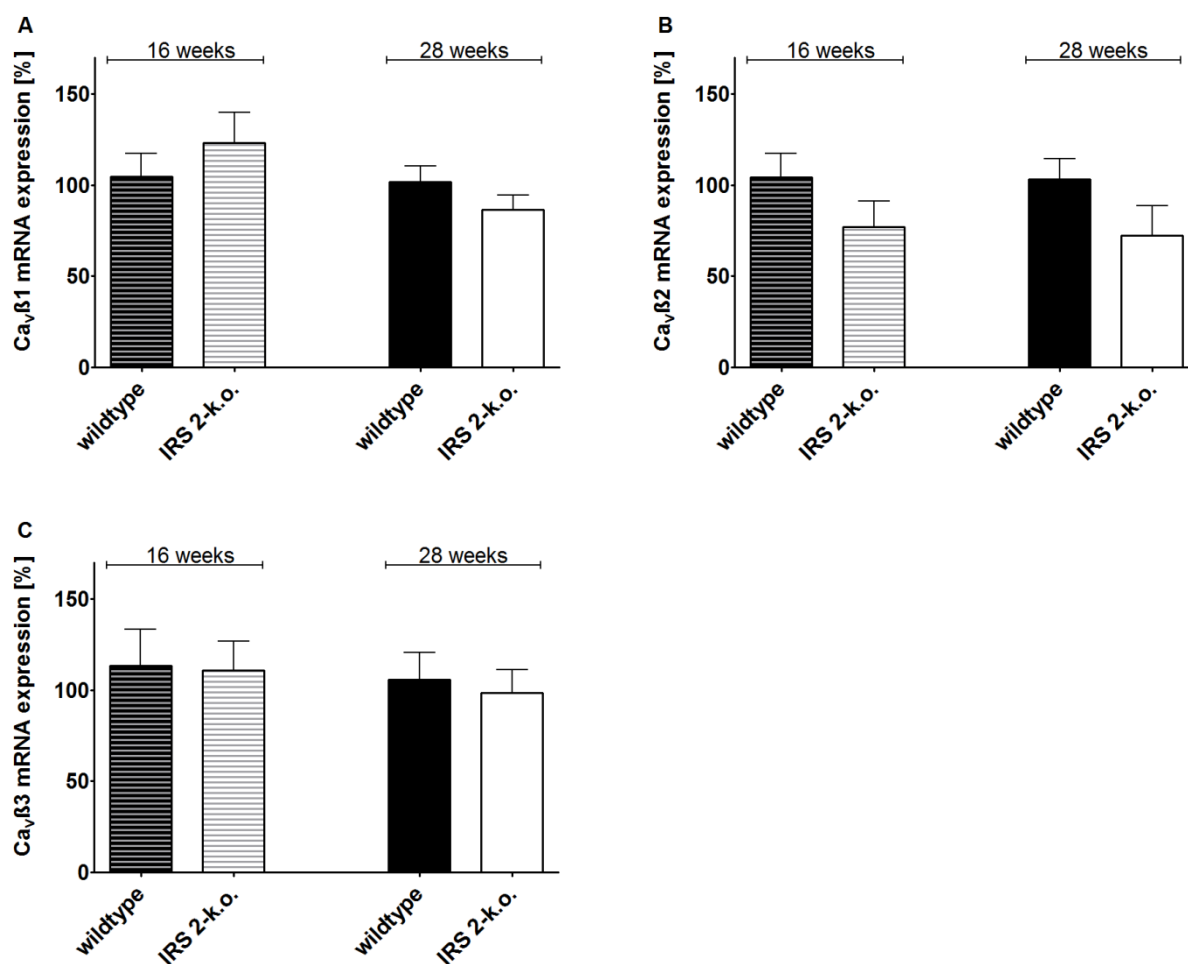 A
CaVß1 mRNA expression [%]
16 weeks
28 weeks
150
100
50
0
wildtype
IRS 2-k.o.
wildtype
IRS 2-k.o.
B
CaVß2 mRNA expression [%]
16 weeks
28 weeks
150
100
50
0
wildtype
IRS 2-k.o.
wildtype
IRS 2-k.o.
C
CaVß3 mRNA expression [%]
16 weeks
28 weeks
150
100
50
0
wildtype
IRS 2-k.o.
wildtype
IRS 2-k.o.